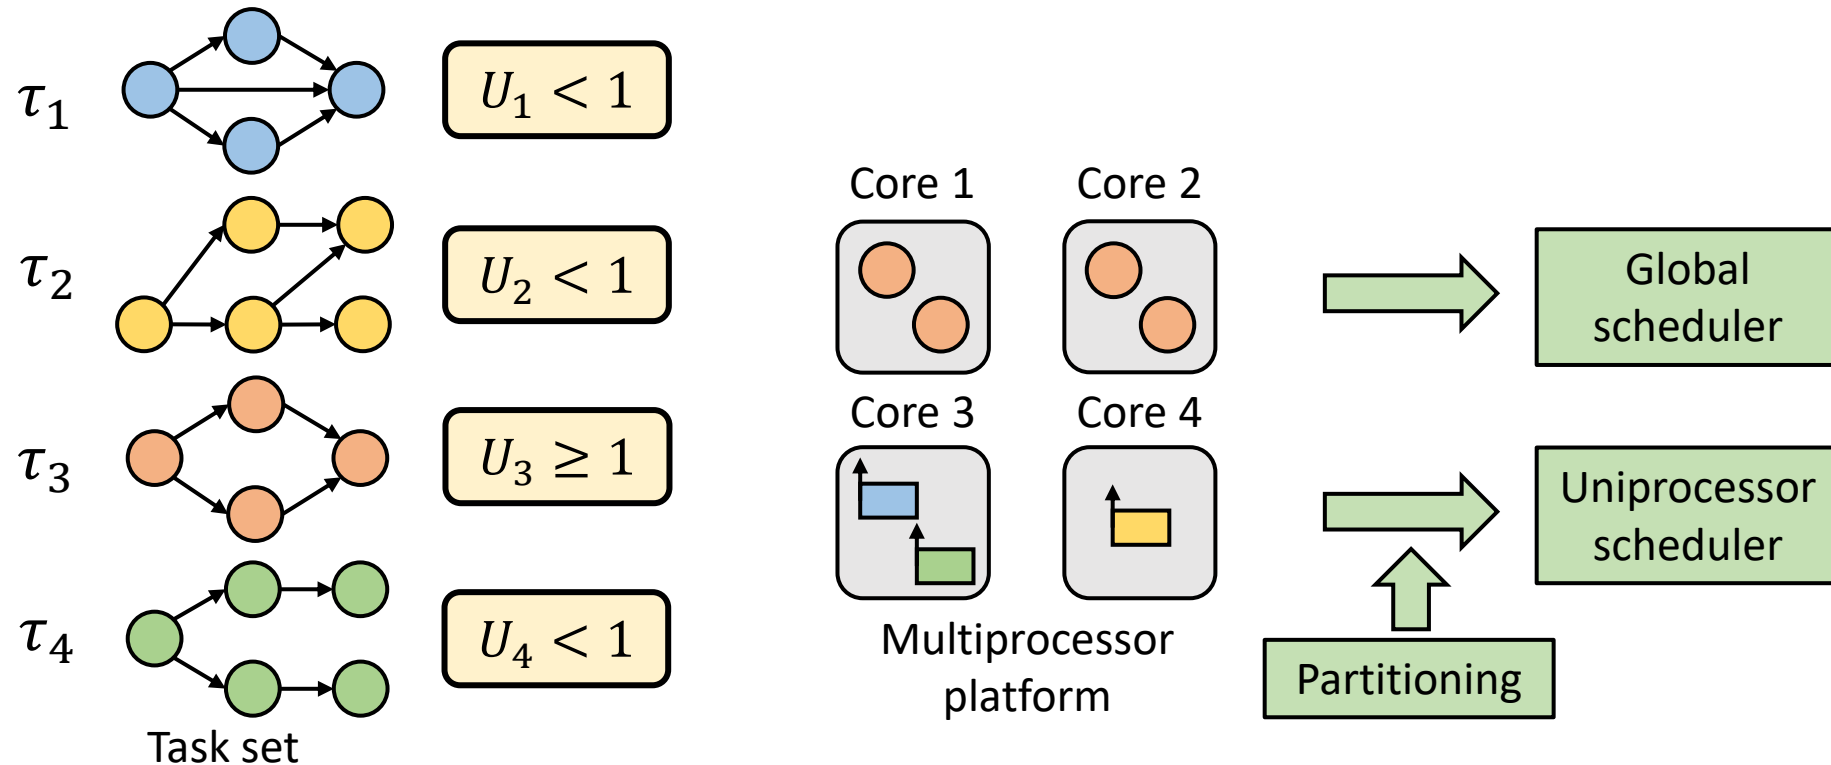 τ₁
U₁ < 1
τ₂
U₂ < 1
τ₃
U₃ ≥ 1
τ₄
U₄ < 1
Task set
Core 1
Core 2
Core 3
Core 4
Multiprocessor
platform
Global
scheduler
Uniprocessor
scheduler
Partitioning